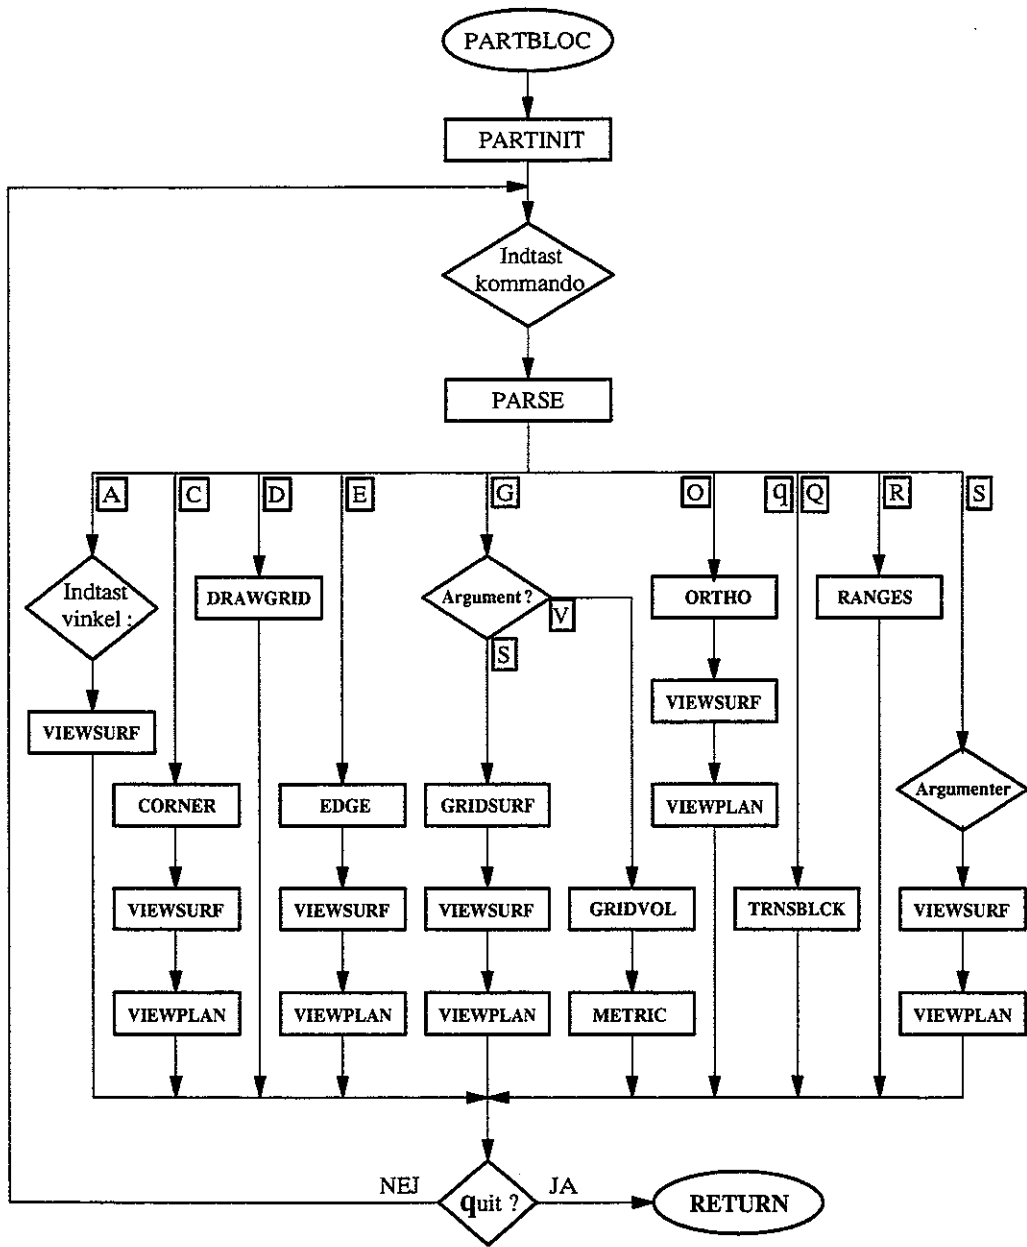 PARTBLOC
PARTINIT
Indtast
kommando
PARSE
A C D E G O q Q R S
Indtast
vinkel :
DRAWGRID
Argument ?
V
S
ORTHO
RANGES
VIEWSURF
VIEWSURF
CORNER
EDGE
GRIDSURF
VIEWPLAN
Argumenter
VIEWSURF
VIEWSURF
VIEWSURF
GRIDVOL
TRNSBLCK
VIEWSURF
VIEWPLAN
VIEWPLAN
VIEWPLAN
METRIC
VIEWPLAN
NEJ
quit ?
JA
RETURN